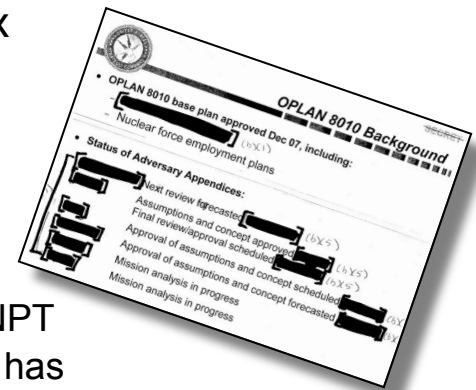 x
OPLAN 8010 Background
SECRET
• OPLAN 8010 base plan approved Dec 07, including:
-
(b)(1)
- Nuclear force employment plans
• Status of Adversary Appendices:
Next review forecasted (b)(5)
Assumptions and concept approved (b)(5)
Final review/approval scheduled (b)(5)
Approval of assumptions and concept scheduled
Approval of assumptions and concept forecasted
Mission analysis in progress
Mission analysis in progress
NPT
has